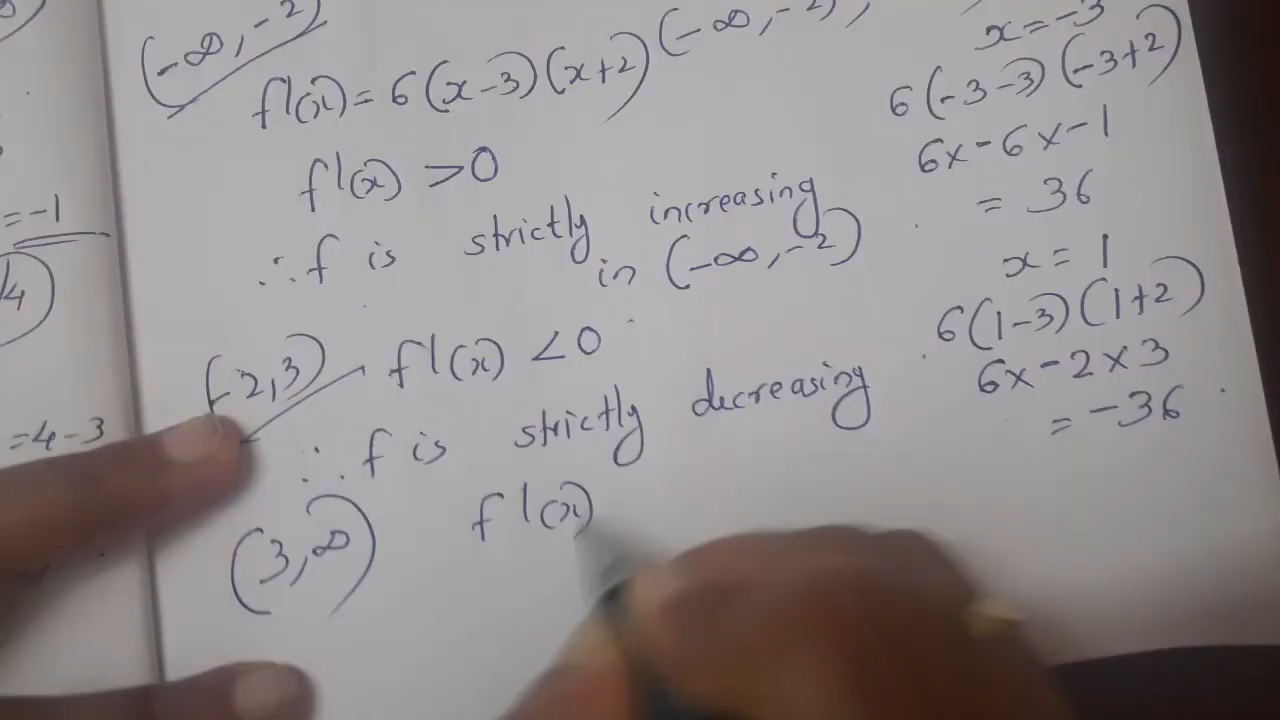 (-∞, -2)
f'(x) = 6(x-3)(x+2) (-∞, -2),
f'(x) > 0
∴ f is strictly increasing
in (-∞, -2)
(-2, 3) f'(x) < 0
∴ f is strictly decreasing
(3, ∞) f'(x)
x = -3
6(-3-3)(-3+2)
6x-6x-1
= 36
x = 1
6(1-3)(1+2)
6x-2x3
= -36
= -1
/4
= 4-3